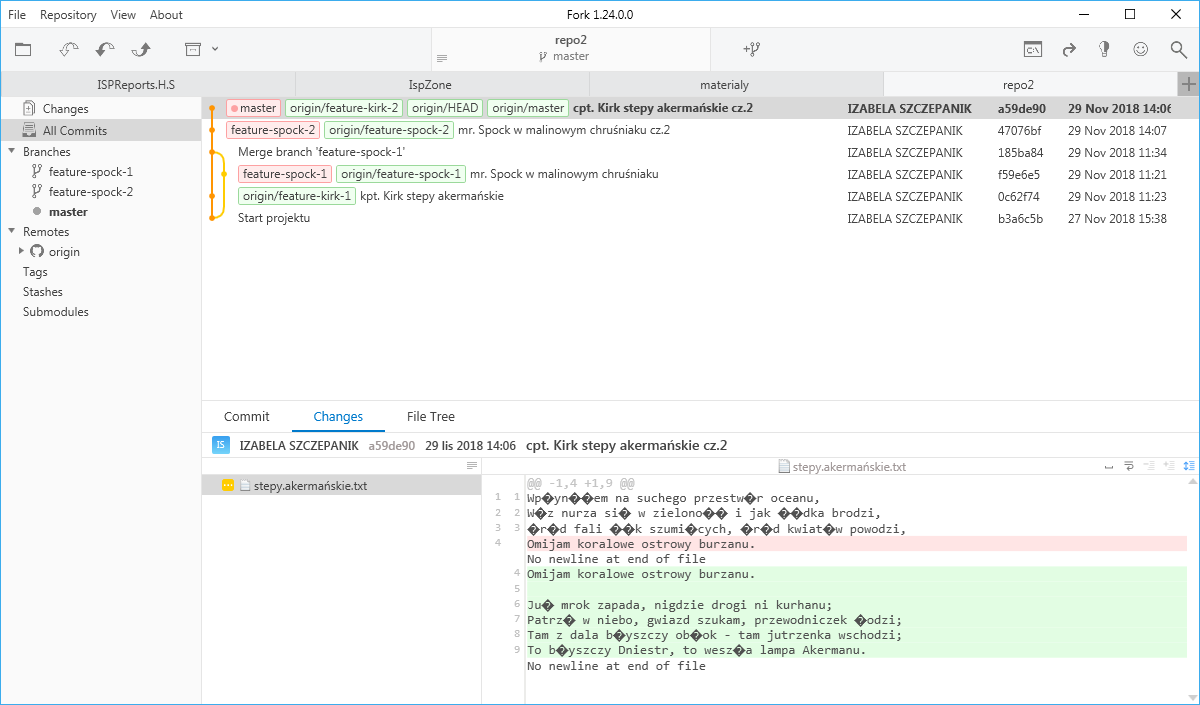 File Repository View About Fork 1.24.0.0
repo2
master
ISPReports.H.S IspZone materialy repo2
Changes
All Commits
Branches
feature-spock-1
feature-spock-2
master
Remotes
origin
Tags
Stashes
Submodules
master origin/feature-kirk-2 origin/HEAD origin/master cpt. Kirk stepy akermańskie cz.2 IZABELA SZCZEPANIK a59de90 29 Nov 2018 14:06
feature-spock-2 origin/feature-spock-2 mr. Spock w malinowym chruśniaku cz.2 IZABELA SZCZEPANIK 47076bf 29 Nov 2018 14:07
Merge branch 'feature-spock-1' IZABELA SZCZEPANIK 185ba84 29 Nov 2018 11:34
feature-spock-1 origin/feature-spock-1 mr. Spock w malinowym chruśniaku IZABELA SZCZEPANIK f59e6e5 29 Nov 2018 11:21
origin/feature-kirk-1 kpt. Kirk stepy akermańskie IZABELA SZCZEPANIK 0c62f74 29 Nov 2018 11:23
Start projektu IZABELA SZCZEPANIK b3a6c5b 27 Nov 2018 15:38
Commit Changes File Tree
IS IZABELA SZCZEPANIK a59de90 29 lis 2018 14:06 cpt. Kirk stepy akermańskie cz.2
stepy.akermańskie.txt
stepy.akermańskie.txt
@@ -1,4 +1,9 @@
1 1 Wp�yn��em na suchego przestw�r oceanu,
2 2 W�z nurza si� w zielono�� i jak ��dka brodzi,
3 3 �r�d fali ��k szumi�cych, �r�d kwiat�w powodzi,
4 Omijam koralowe ostrowy burzanu.
No newline at end of file
4 Omijam koralowe ostrowy burzanu.
5
6 Ju� mrok zapada, nigdzie drogi ni kurhanu;
7 Patrz� w niebo, gwiazd szukam, przewodniczek �odzi;
8 Tam z dala b�yszczy ob�ok - tam jutrzenka wschodzi;
9 To b�yszczy Dniestr, to wesz�a lampa Akermanu.
No newline at end of file